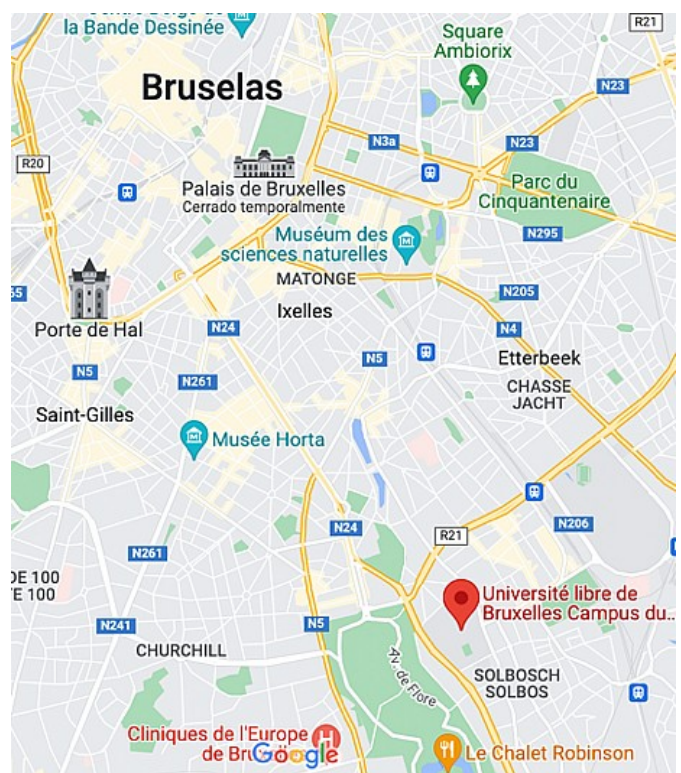 la Bande Dessinée
R21
Square
Ambiorix
Bruselas
N23
N3a
N23
R20
Palais de Bruxelles
Cerrado temporalmente
Parc du
Cinquantenaire
Muséum des
sciences naturelles
N295
MATONGE
N205
Ixelles
Porte de Hal
N24
N4
N5
Etterbeek
N5
N261
CHASSE
JACHT
Saint-Gilles
Musée Horta
N24
R21
N206
N261
DE 100
TE 100
Université libre de
Bruxelles Campus du...
N241
N5
CHURCHILL
Av. de Flore
SOLBOSCH
SOLBOS
Cliniques de l'Europe
de
Google
Le Chalet Robinson